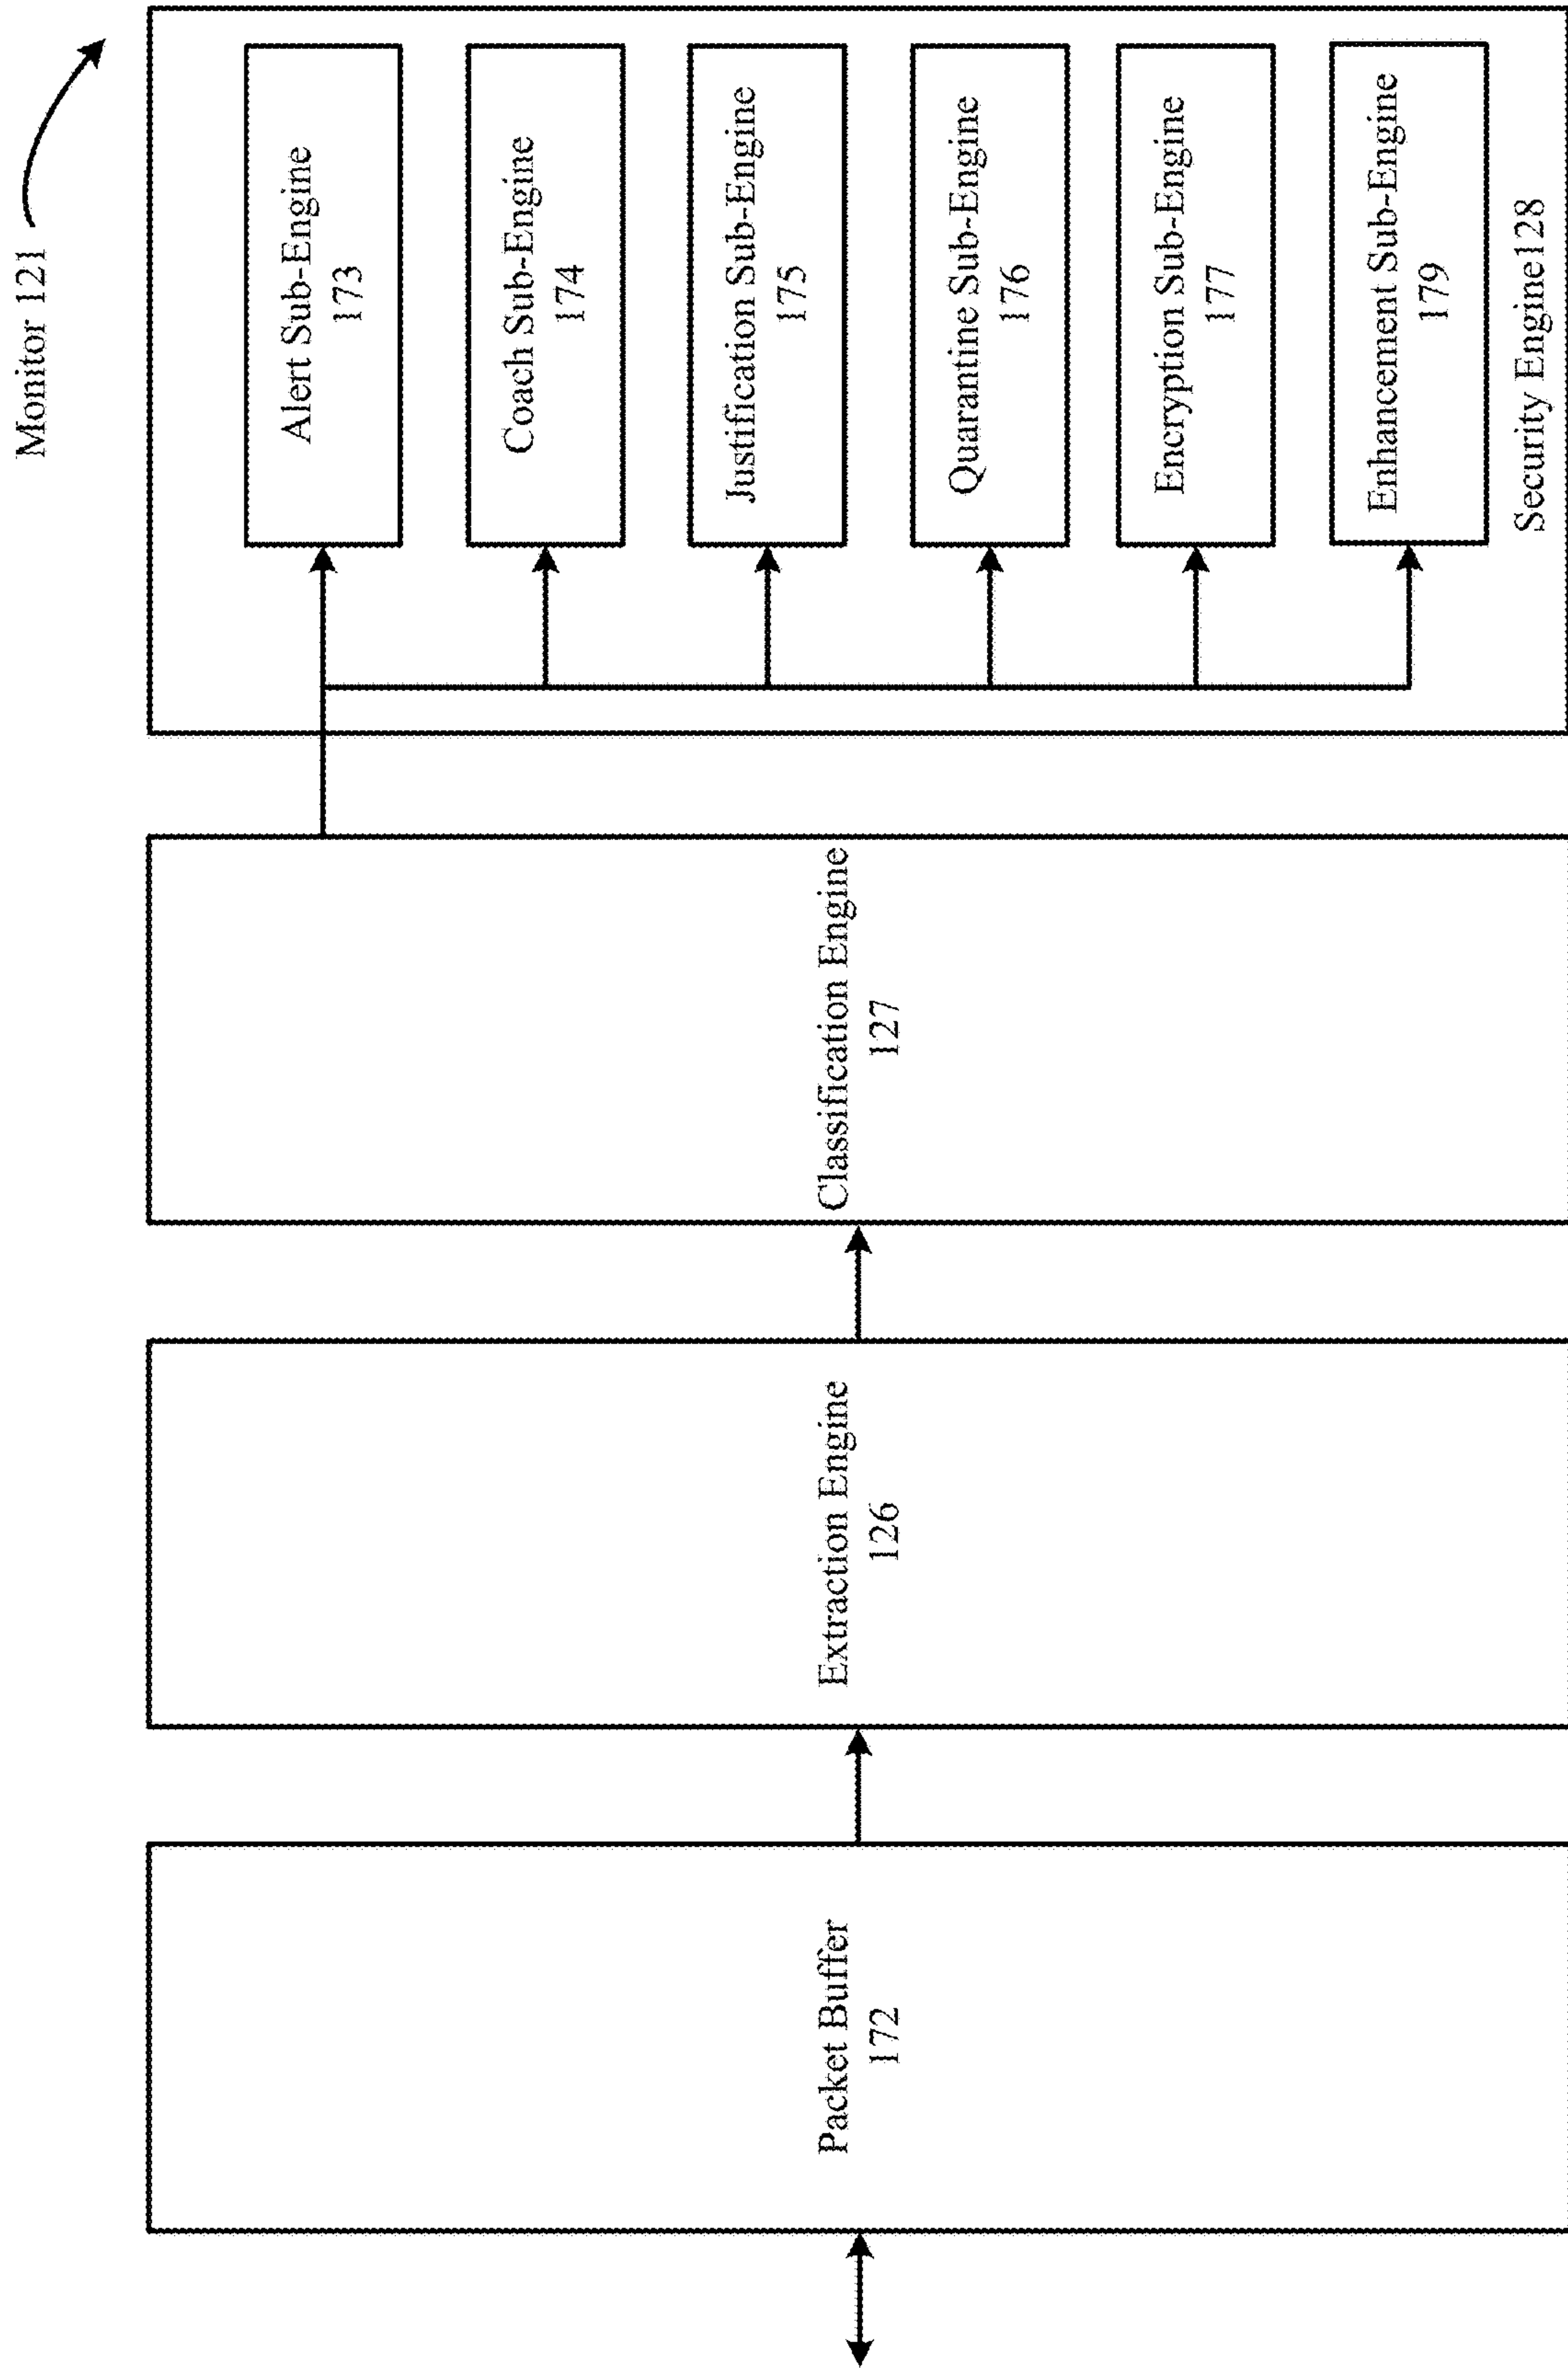 Monitor 121
Packet Buffer
172
Extraction Engine
126
Classification Engine
127
Alert Sub-Engine
173
Coach Sub-Engine
174
Justification Sub-Engine
175
Quarantine Sub-Engine
176
Encryption Sub-Engine
177
Enhancement Sub-Engine
179
Security Engine128